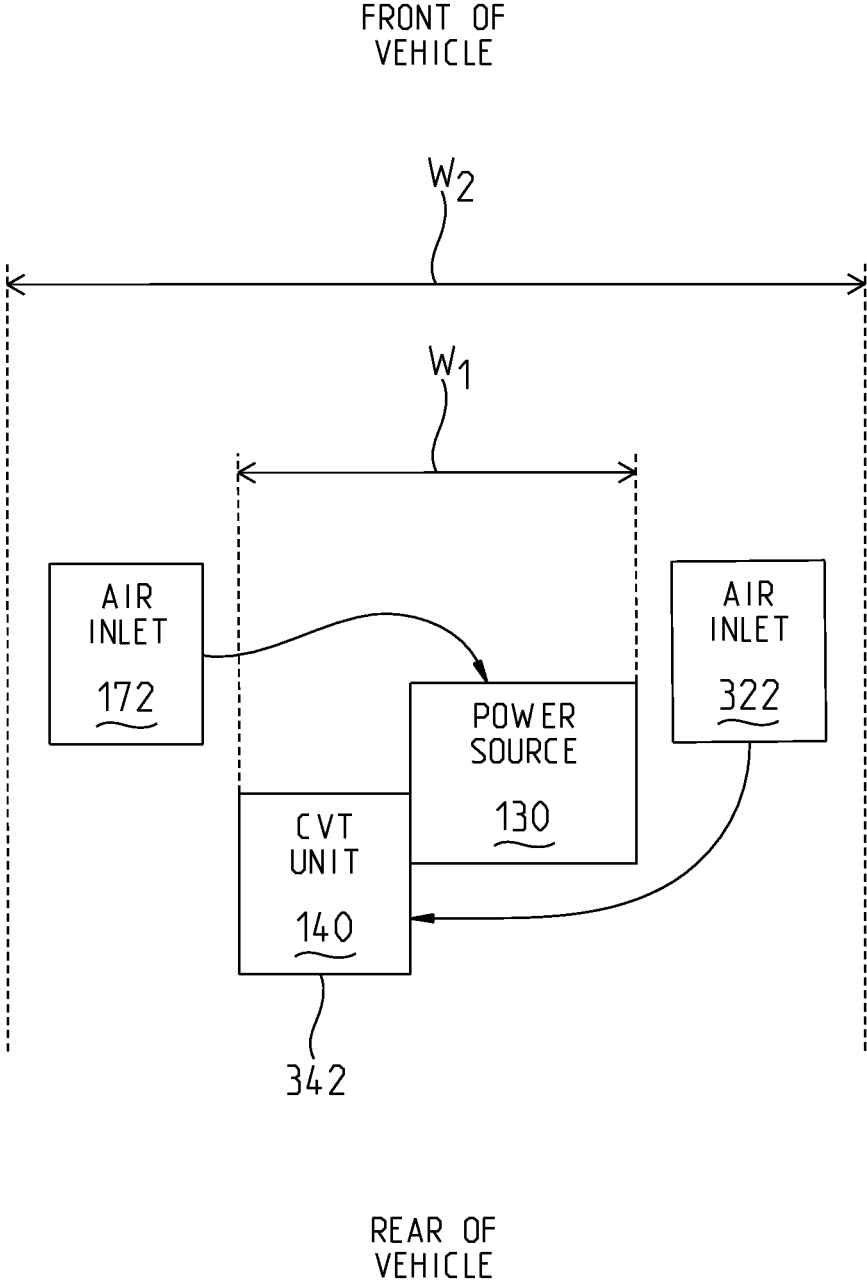 FRONT OF
VEHICLE
W2
W1
AIR
INLET
172
AIR
INLET
322
POWER
SOURCE
130
CVT
UNIT
140
342
REAR OF
VEHICLE